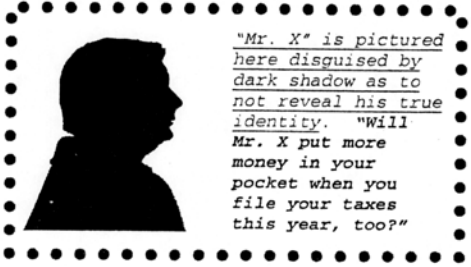 "Mr. X" is pictured
here disguised by
dark shadow as to
not reveal his true
identity. "Will
Mr. X put more
money in your
pocket when you
file your taxes
this year, too?"